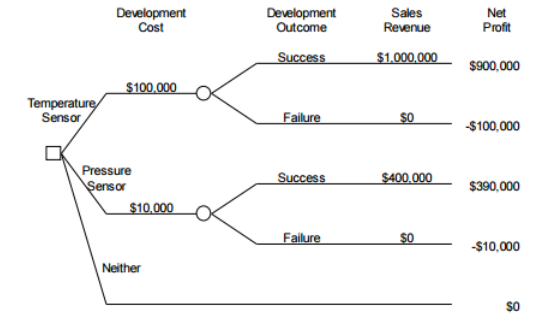 Development Development Sales Net
Cost Outcome Revenue Profit
Success $1,000,000
$900,000
$100,000
Temperature
Sensor
Failure $0
-$100,000
Pressure
Sensor
Success $400,000
$390,000
$10,000
Failure $0
-$10,000
Neither
$0